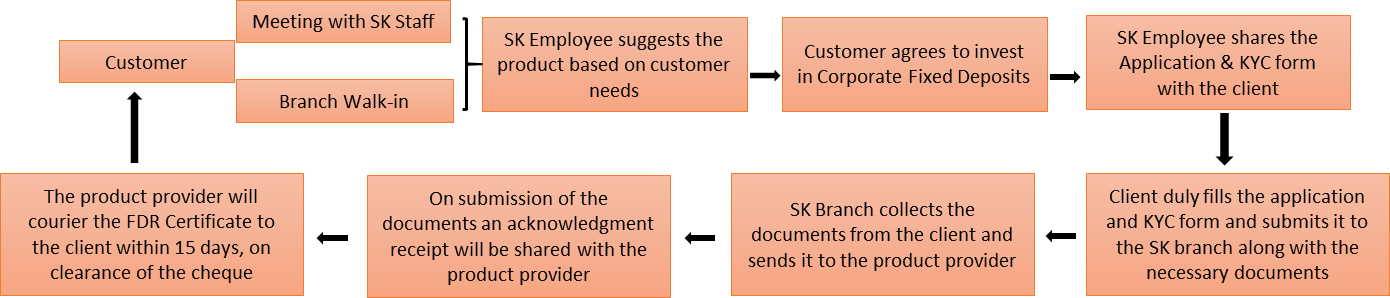 Customer
Meeting with SK Staff
Branch Walk-in
SK Employee suggests the
product based on customer
needs
Customer agrees to invest
in Corporate Fixed Deposits
SK Employee shares the
Application & KYC form
with the client
Client duly fills the application
and KYC form and submits it to
the SK branch along with the
necessary documents
SK Branch collects the
documents from the client and
sends it to the product provider
On submission of the
documents an acknowledgment
receipt will be shared with the
product provider
The product provider will
courier the FDR Certificate to
the client within 15 days, on
clearance of the cheque